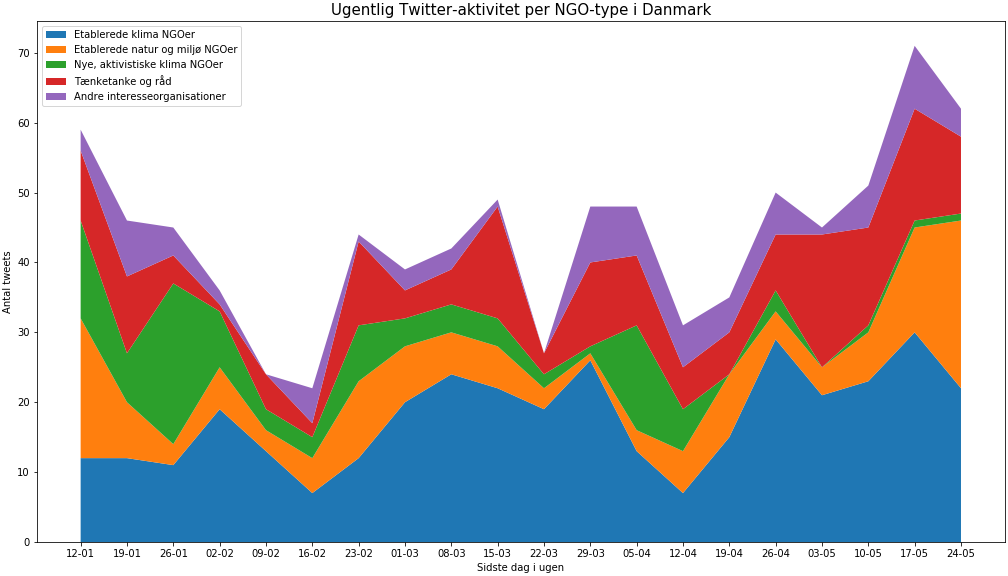 Ugentlig Twitter-aktivitet per NGO-type i Danmark
Etablerede klima NGOer
Etablerede natur og miljø NGOer
Nye, aktivistiske klima NGOer
Tænketanke og råd
Andre interesseorganisationer
Antal tweets
70
60
50
40
30
20
10
0
12-01 19-01 26-01 02-02 09-02 16-02 23-02 01-03 08-03 15-03 22-03 29-03 05-04 12-04 19-04 26-04 03-05 10-05 17-05 24-05
Sidste dag i ugen